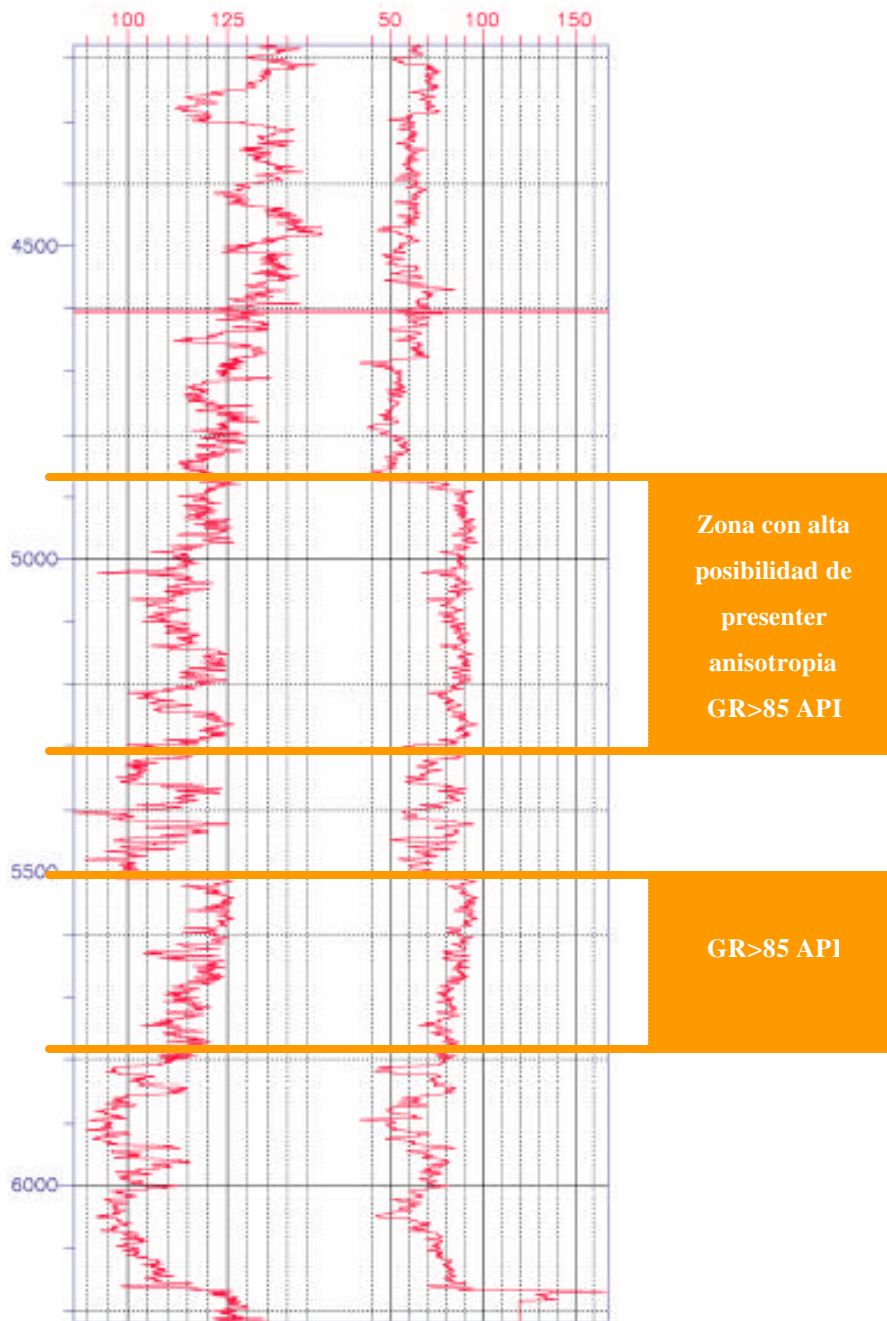 100 125 50 100 150
4500
Zona con alta
posibilidad de
presenter
anisotropia
GR>85 API
5000
5500
GR>85 API
6000